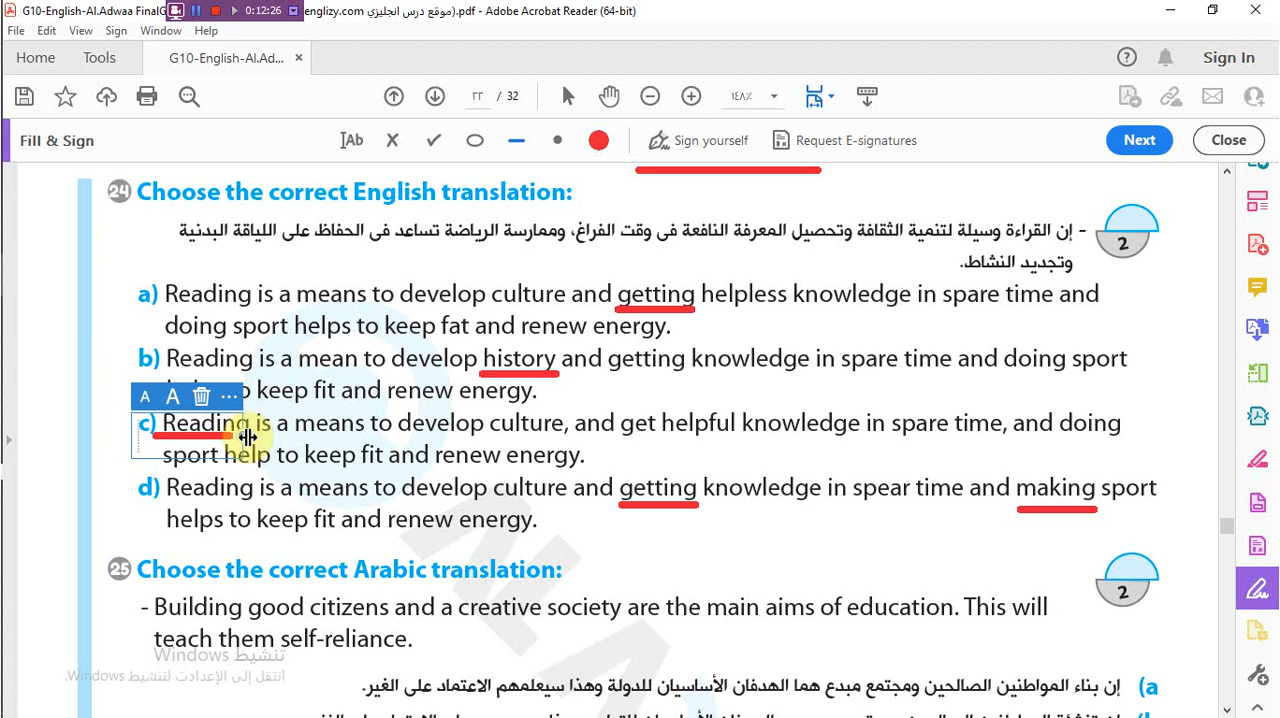 G10-English-Al.Adwaa FinalG 0:12:26 englizy.com موقع درس انجليزي).pdf - Adobe Acrobat Reader (64-bit)
File Edit View Sign Window Help
Home Tools G10-English-Al.Ad... × Sign In
٢٢ / 32 ١٤٨٪
Fill & Sign Ab Sign yourself Request E-signatures Next Close
24 Choose the correct English translation:
- إن القراءة وسيلة لتنمية الثقافة وتحصيل المعرفة النافعة فى وقت الفراغ، وممارسة الرياضة تساعد فى الحفاظ على اللياقة البدنية
وتجديد النشاط.
2
a) Reading is a means to develop culture and getting helpless knowledge in spare time and
doing sport helps to keep fat and renew energy.
b) Reading is a mean to develop history and getting knowledge in spare time and doing sport
to keep fit and renew energy.
A A ...
c) Reading is a means to develop culture, and get helpful knowledge in spare time, and doing
sport help to keep fit and renew energy.
d) Reading is a means to develop culture and getting knowledge in spear time and making sport
helps to keep fit and renew energy.
25 Choose the correct Arabic translation:
2
- Building good citizens and a creative society are the main aims of education. This will
teach them self-reliance.
تنشيط Windows
انتقل إلى الإعدادات لتنشيط Windows.
a) إن بناء المواطنين الصالحين ومجتمع مبدع هما الهدفان الأساسيان للدولة وهذا سيعلمهم الاعتماد على الغير.